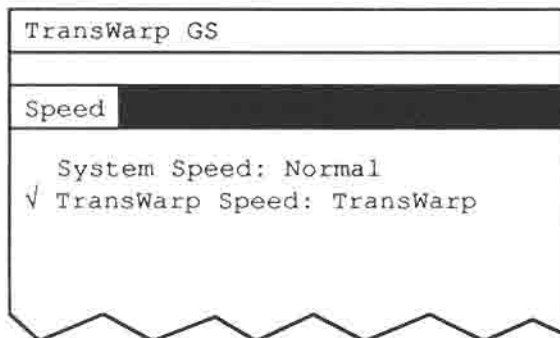 TransWarp GS
Speed
System Speed: Normal
√ TransWarp Speed: TransWarp